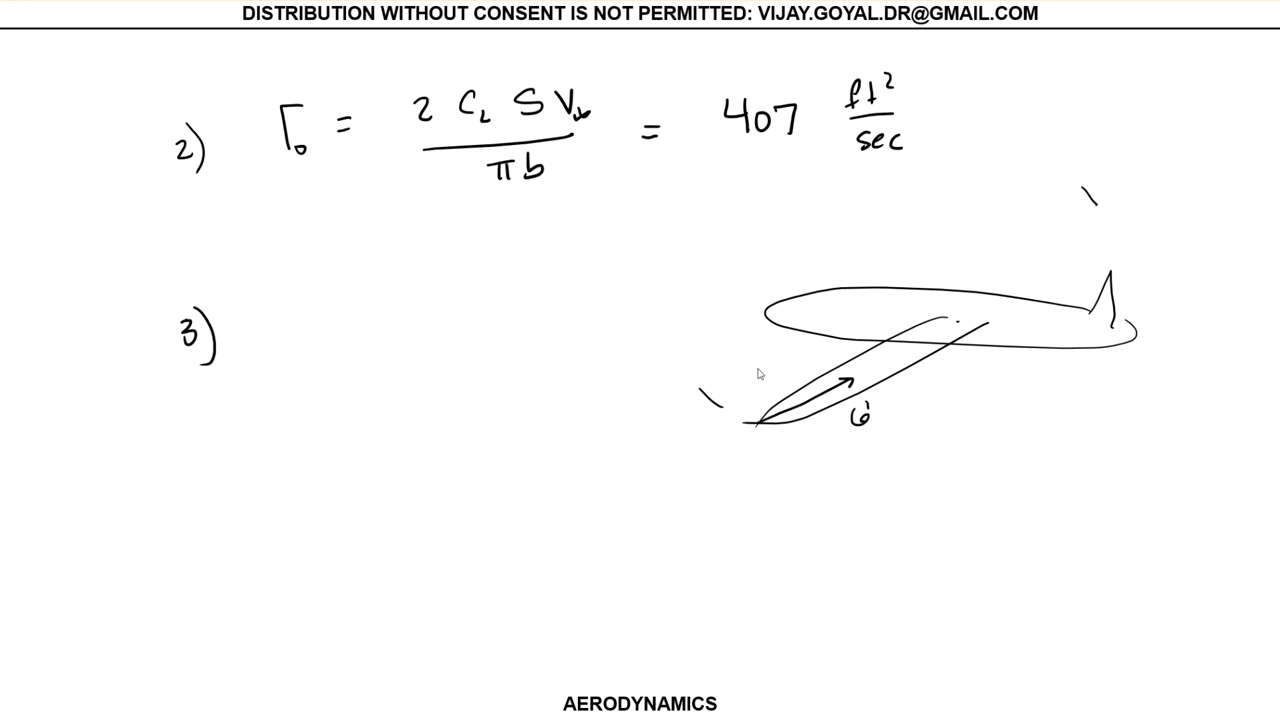 DISTRIBUTION WITHOUT CONSENT IS NOT PERMITTED: VIJAY.GOYAL.DR@GMAIL.COM
2) Γ₀ = 2 C_L S V_∞ / π b = 407 ft²/sec
3)
6'
AERODYNAMICS